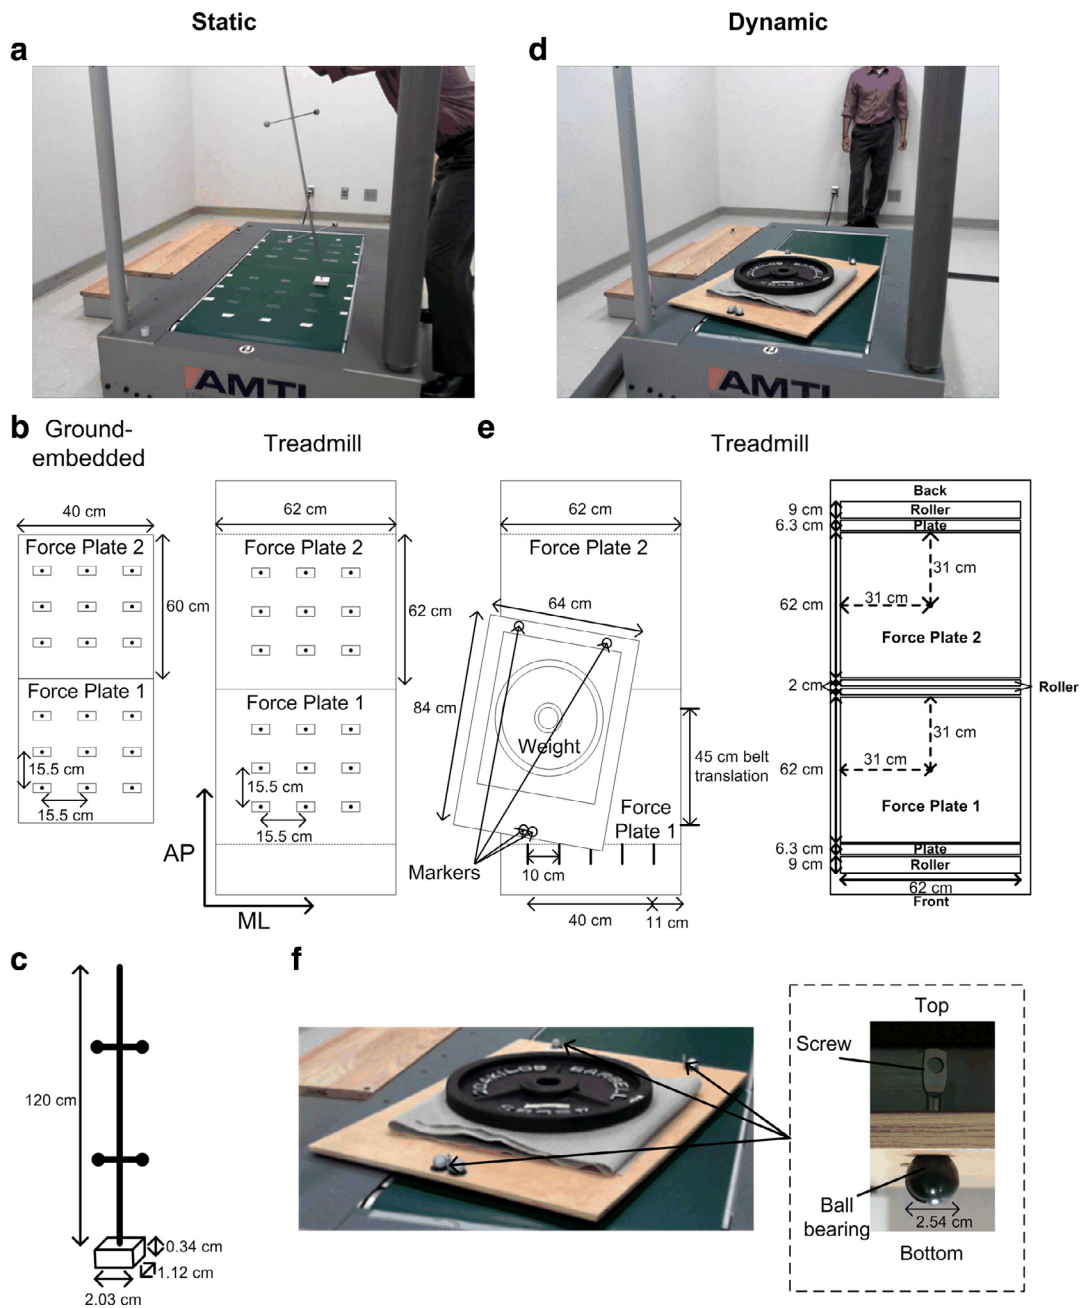 Static
Dynamic
a
d
AMTI
AMTI
b
Ground-
embedded
Treadmill
e
Treadmill
40 cm
Force Plate 2
60 cm
Force Plate 1
15.5 cm
15.5 cm
62 cm
Force Plate 2
62 cm
Force Plate 1
15.5 cm
15.5 cm
AP
ML
62 cm
Force Plate 2
64 cm
84 cm
Weight
45 cm belt
translation
Force
Plate 1
Markers
10 cm
40 cm
11 cm
Back
9 cm
Roller
6.3 cm
Plate
31 cm
31 cm
62 cm
Force Plate 2
2 cm
Roller
31 cm
31 cm
62 cm
Force Plate 1
6.3 cm
Plate
9 cm
Roller
62 cm
Front
c
120 cm
0.34 cm
1.12 cm
2.03 cm
f
BARBELL
Top
Screw
Ball
bearing
2.54 cm
Bottom